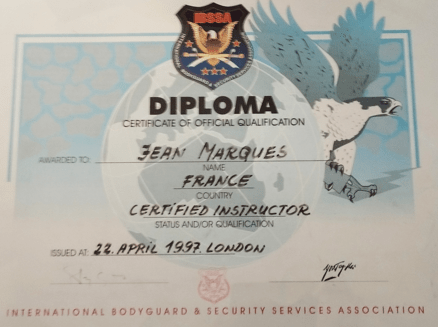 IBSSA
DIPLOMA
CERTIFICATE OF OFFICIAL QUALIFICATION
AWARDED TO: JEAN MARQUES
NAME
FRANCE
COUNTRY
CERTIFIED INSTRUCTOR
STATUS AND/OR QUALIFICATION
ISSUED AT: 22. APRIL 1997. LONDON
INTERNATIONAL BODYGUARD & SECURITY SERVICES ASSOCIATION